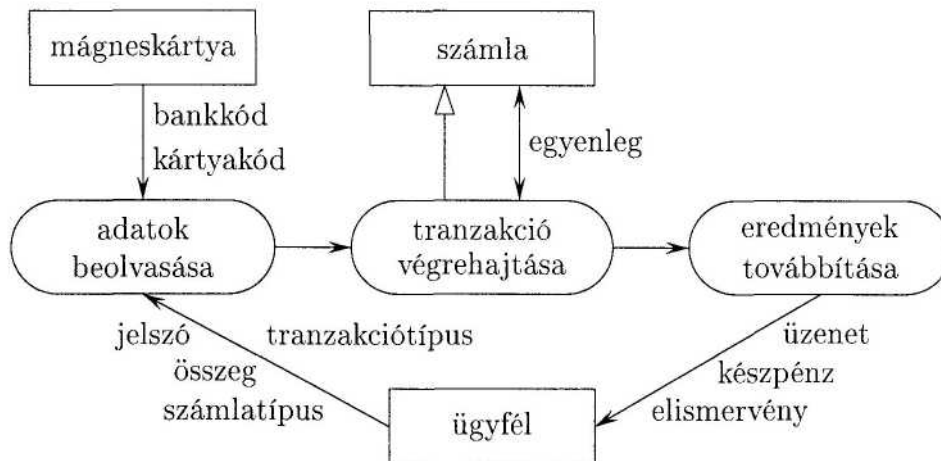 mágneskártya
számla
bankkód
kártyakód
egyenleg
adatok
beolvasása
tranzakció
végrehajtása
eredmények
továbbítása
jelszó
tranzakciótípus
összeg
számlatípus
üzenet
készpénz
elismervény
ügyfél